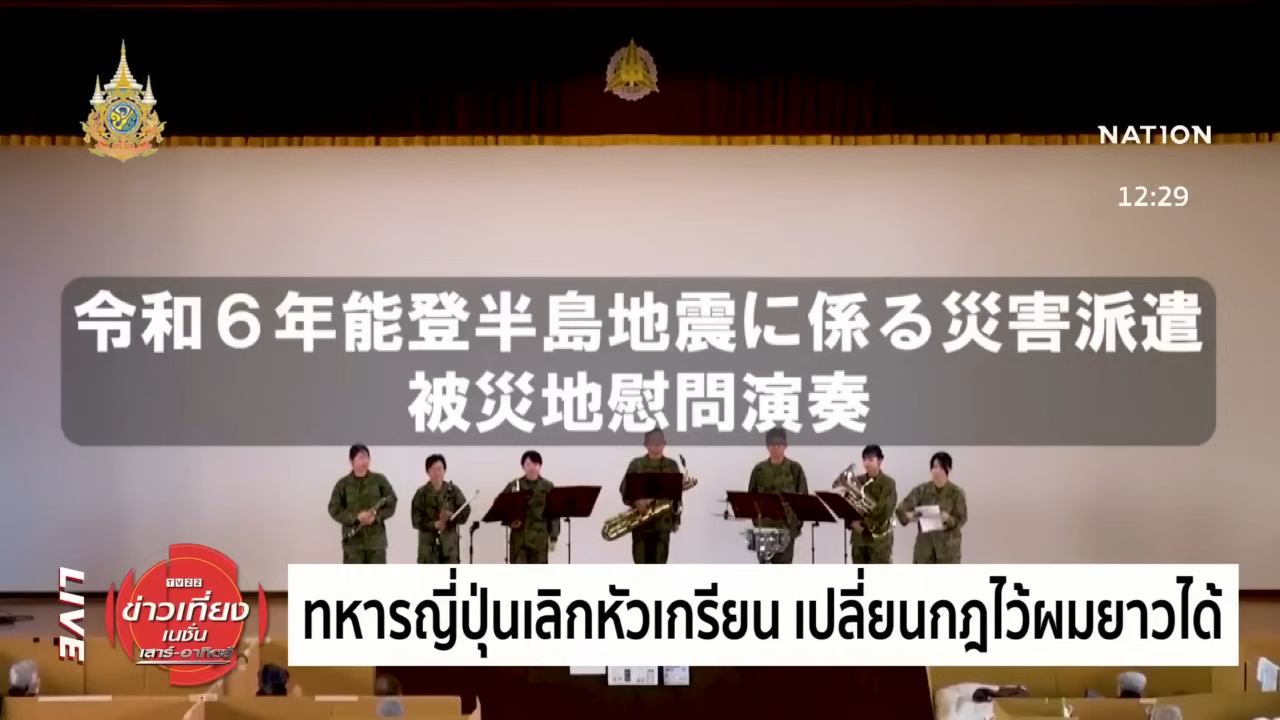 NATION
12:29
令和６年能登半島地震に係る災害派遣
被災地慰問演奏
LIVE
TV22
ข่าวเที่ยง
เนชั่น
เสาร์-อาทิตย์
ทหารญี่ปุ่นเลิกหัวเกรียน เปลี่ยนกฎไว้ผมยาวได้